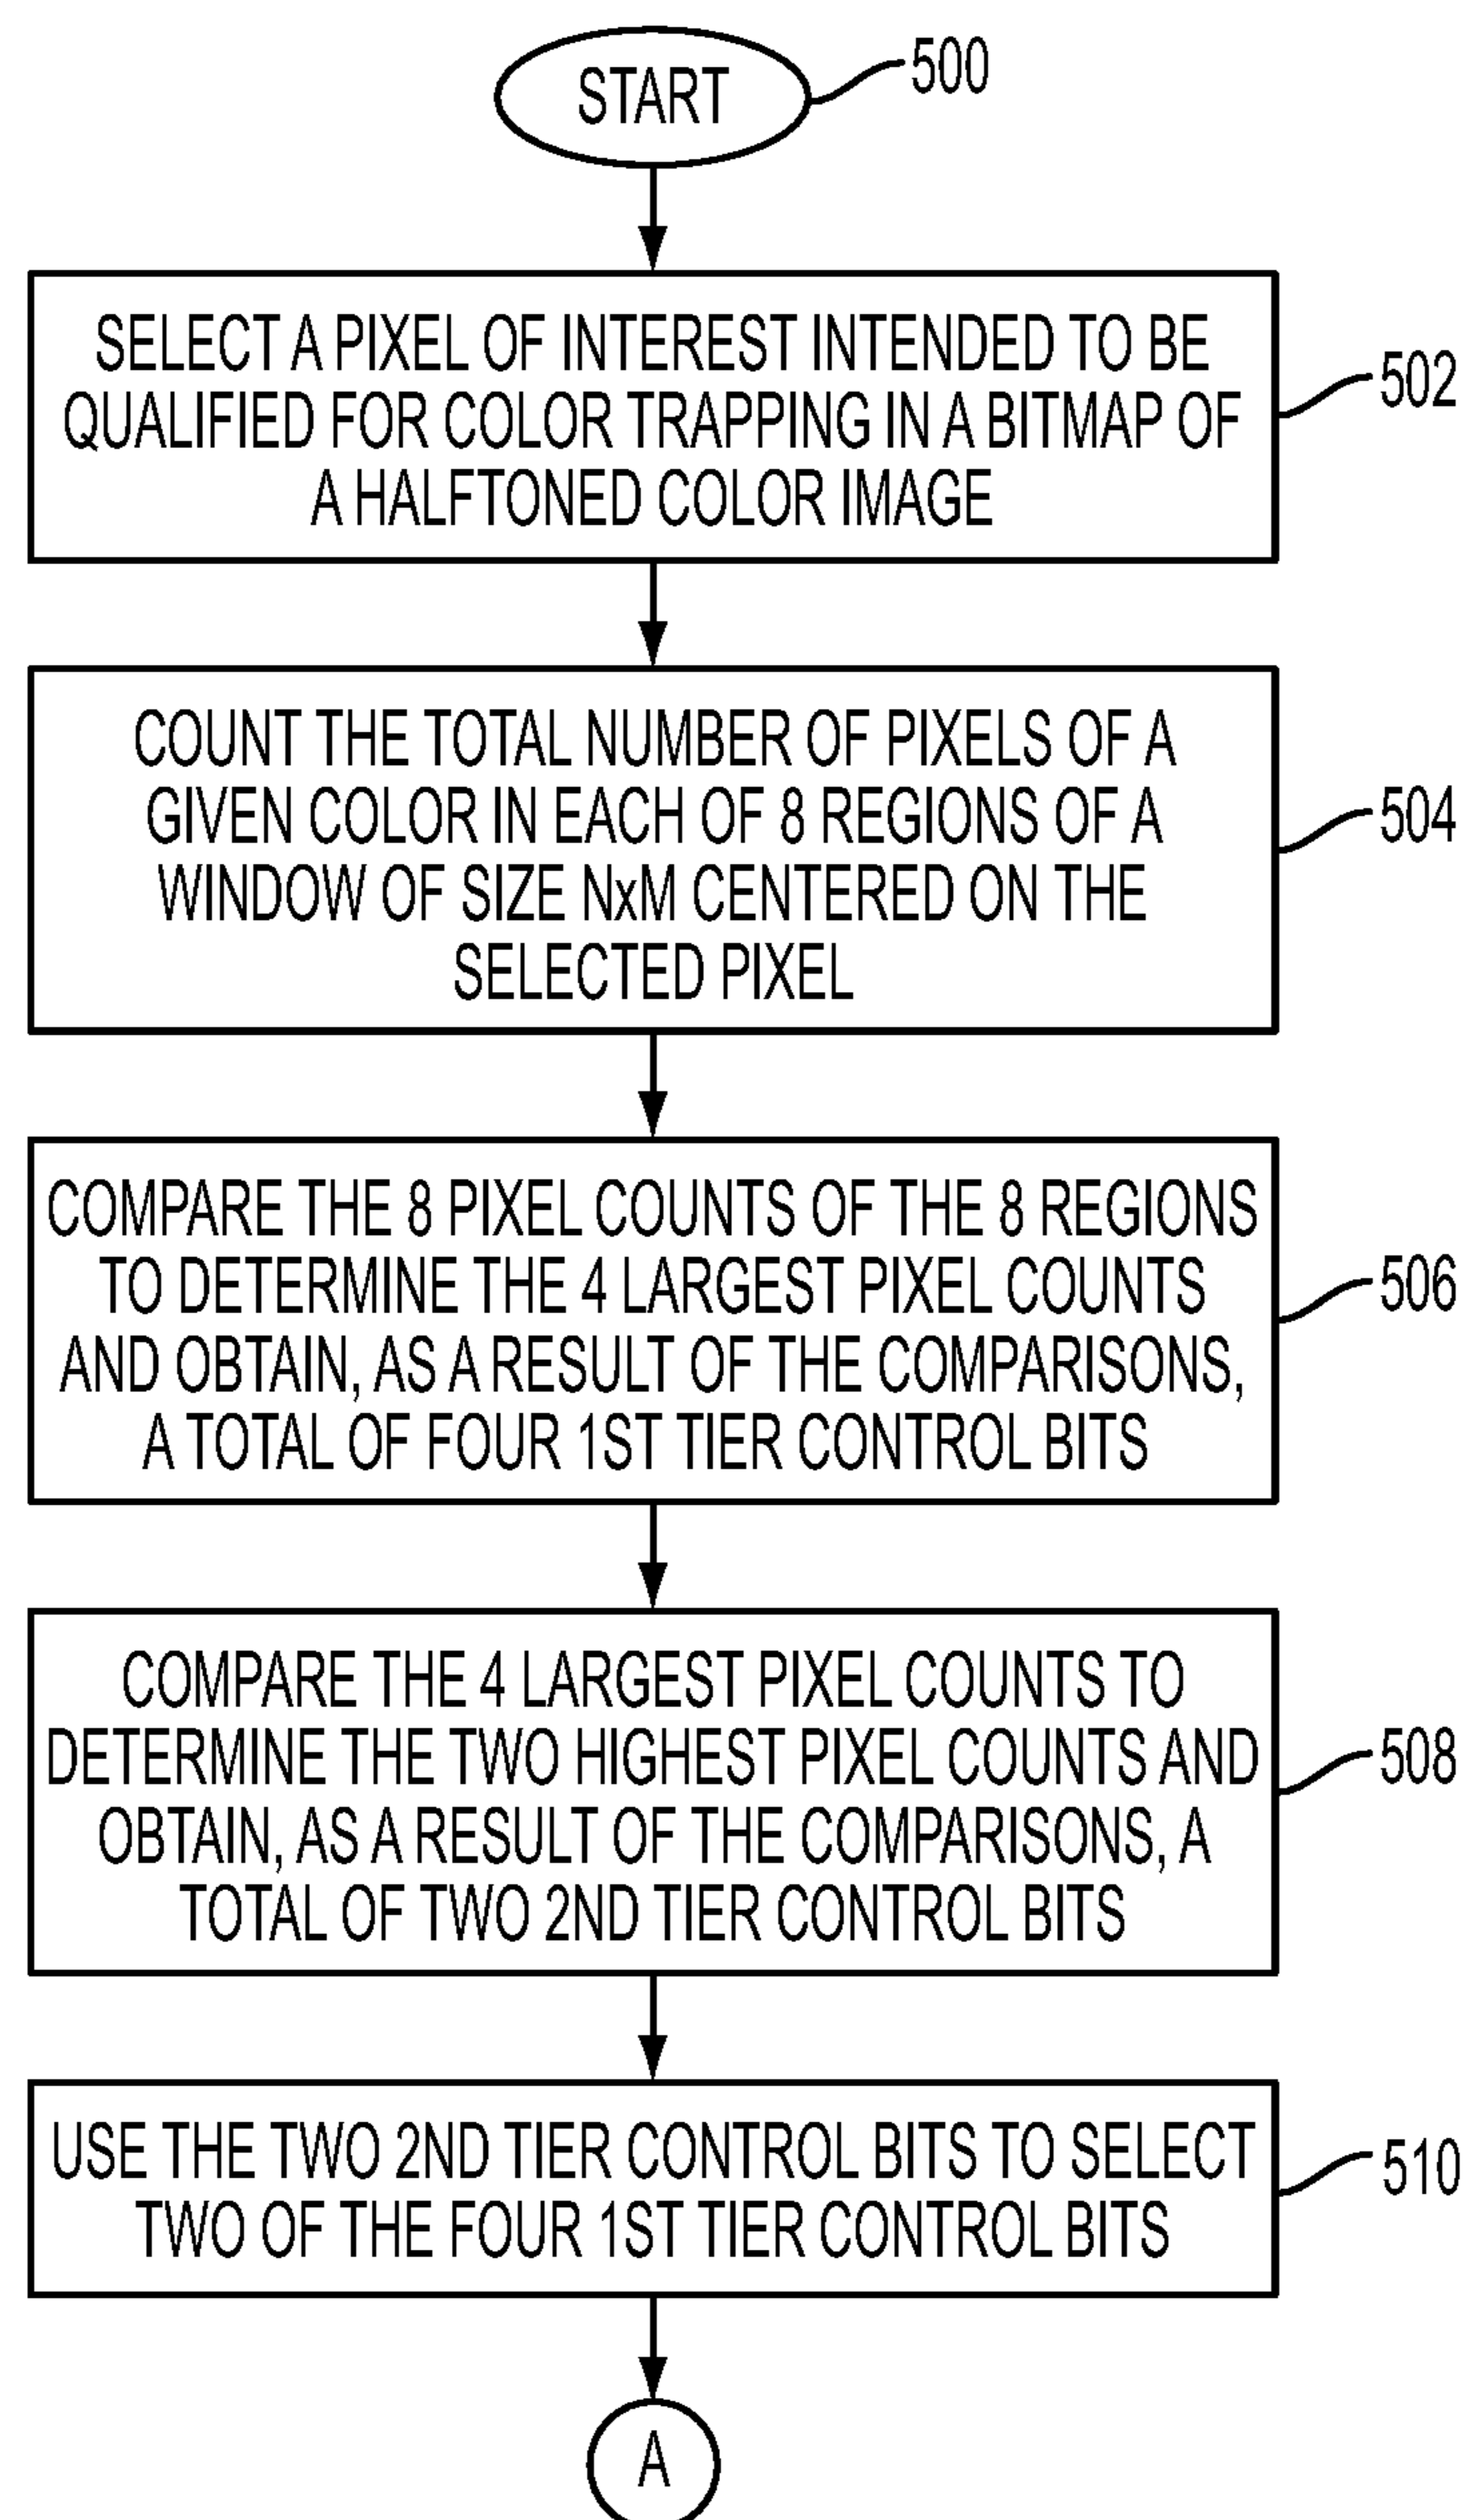 START
500
SELECT A PIXEL OF INTEREST INTENDED TO BE
QUALIFIED FOR COLOR TRAPPING IN A BITMAP OF
A HALFTONED COLOR IMAGE
502
COUNT THE TOTAL NUMBER OF PIXELS OF A
GIVEN COLOR IN EACH OF 8 REGIONS OF A
WINDOW OF SIZE NxM CENTERED ON THE
SELECTED PIXEL
504
COMPARE THE 8 PIXEL COUNTS OF THE 8 REGIONS
TO DETERMINE THE 4 LARGEST PIXEL COUNTS
AND OBTAIN, AS A RESULT OF THE COMPARISONS,
A TOTAL OF FOUR 1ST TIER CONTROL BITS
506
COMPARE THE 4 LARGEST PIXEL COUNTS TO
DETERMINE THE TWO HIGHEST PIXEL COUNTS AND
OBTAIN, AS A RESULT OF THE COMPARISONS, A
TOTAL OF TWO 2ND TIER CONTROL BITS
508
USE THE TWO 2ND TIER CONTROL BITS TO SELECT
TWO OF THE FOUR 1ST TIER CONTROL BITS
510
A